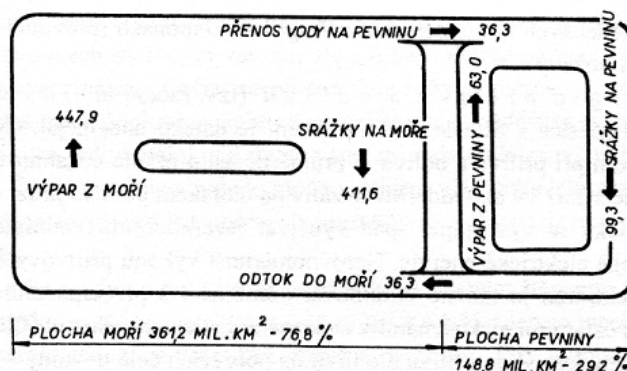 PŘENOS VODY NA PEVNINU 36,3
447,9
VÝPAR Z MOŘÍ
SRÁŽKY NA MOŘE
411,6
VÝPAR Z PEVNINY 63,0
99,3 SRÁŽKY NA PEVNINU
ODTOK DO MOŘÍ 36,3
PLOCHA MOŘÍ 361,2 MIL. KM² - 76,8 %
PLOCHA PEVNINY
148,8 MIL. KM² - 29,2 %